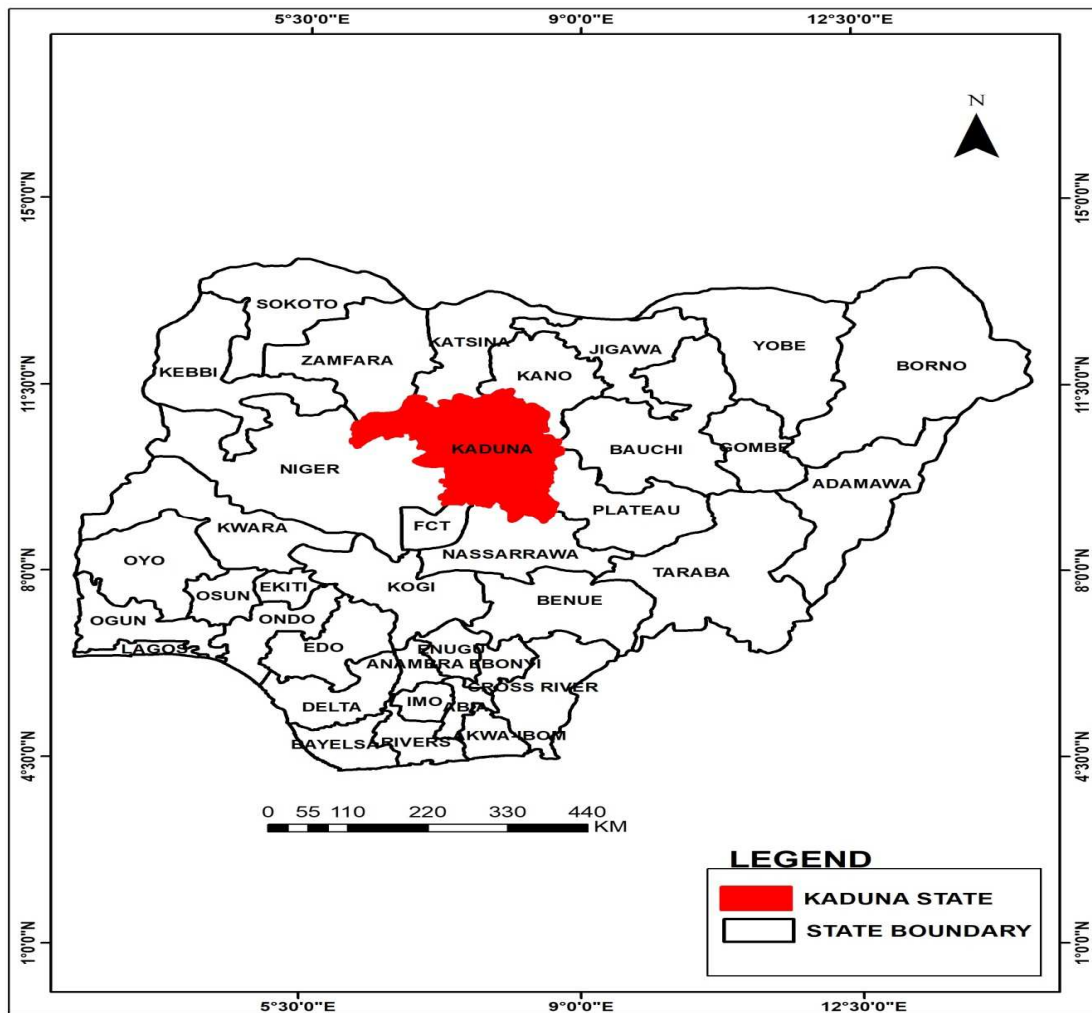 5°30'0"E 9°0'0"E 12°30'0"E
N
15°0'0"N 15°0'0"N
SOKOTO
KATSINA
YOBE
JIGAWA
ZAMFARA
BORNO
KEBBI
KANO
11°30'0"N 11°30'0"N
KADUNA
BAUCHI
GOMBE
NIGER
ADAMAWA
PLATEAU
FCT
KWARA
NASSARRAWA
OYO
8°0'0"N 8°0'0"N
TARABA
KOGI
EKITI
OSUN
BENUE
OGUN
ONDO
LAGOS
EDO
ENUGU
ANAMBRA EBONYI
CROSS RIVER
IMO
ABIA
DELTA
AKWA-IBOM
BAYELSA
RIVERS
4°30'0"N 4°30'0"N
0 55 110 220 330 440
KM
LEGEND
KADUNA STATE
STATE BOUNDARY
1°0'0"N 1°0'0"N
5°30'0"E 9°0'0"E 12°30'0"E